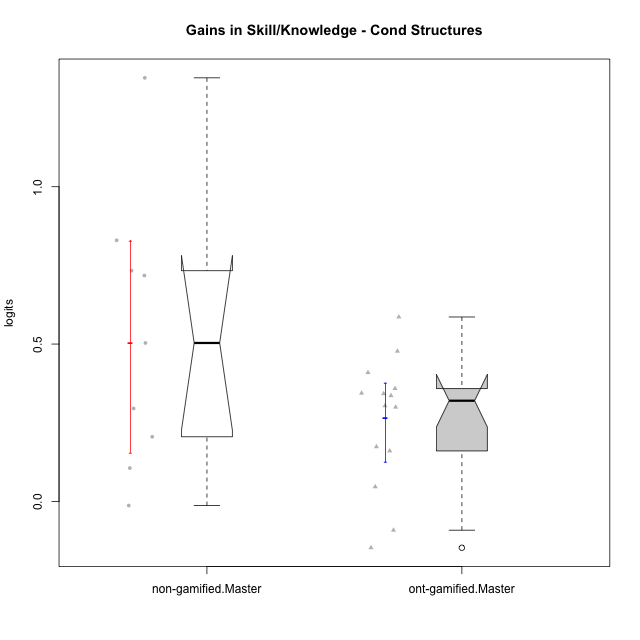 Gains in Skill/Knowledge - Cond Structures
logits
1.0
0.5
0.0
non-gamified.Master
ont-gamified.Master